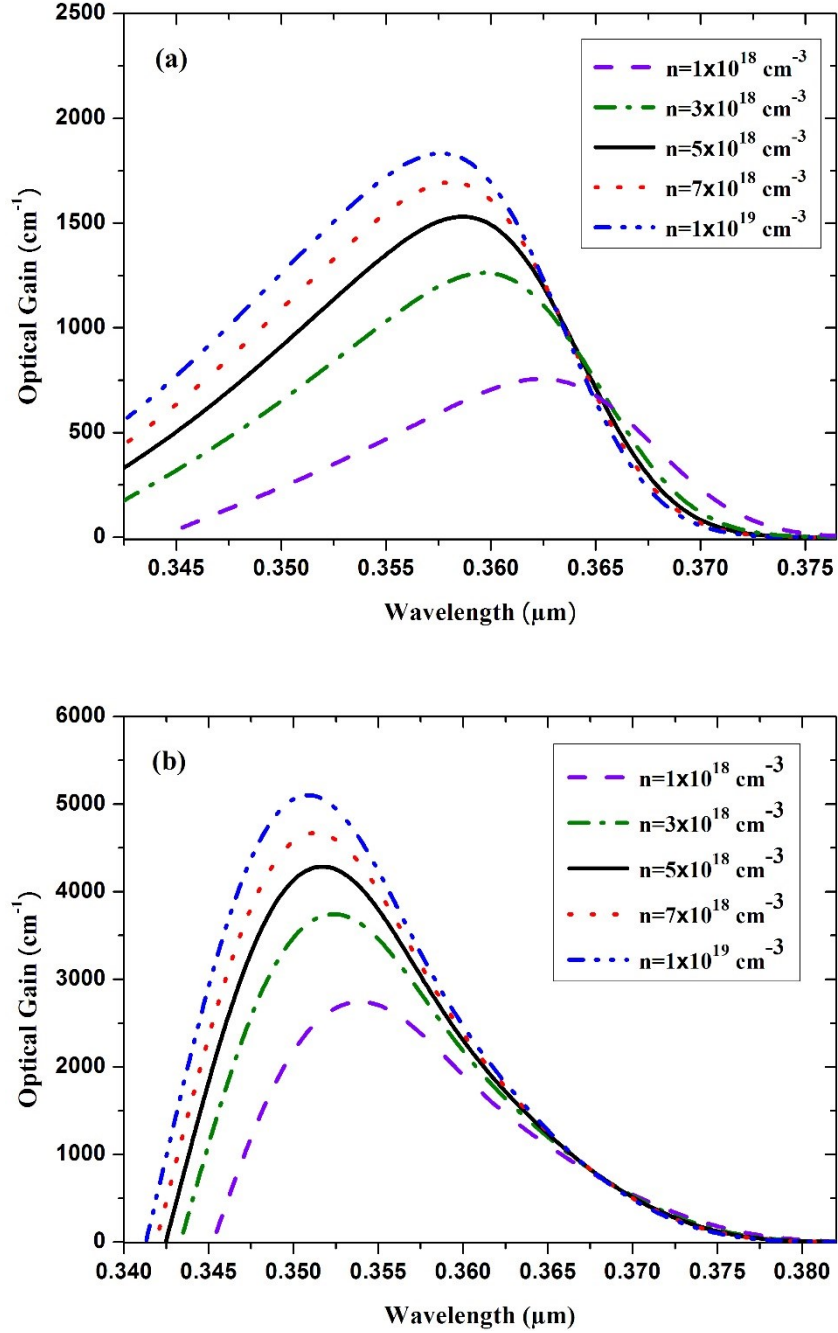 (a)
n=1x10^18 cm^-3
n=3x10^18 cm^-3
n=5x10^18 cm^-3
n=7x10^18 cm^-3
n=1x10^19 cm^-3
2500
2000
1500
1000
500
0
Optical Gain (cm^-1)
0.345 0.350 0.355 0.360 0.365 0.370 0.375
Wavelength (μm)
(b)
n=1x10^18 cm^-3
n=3x10^18 cm^-3
n=5x10^18 cm^-3
n=7x10^18 cm^-3
n=1x10^19 cm^-3
6000
5000
4000
3000
2000
1000
0
Optical Gain (cm^-1)
0.340 0.345 0.350 0.355 0.360 0.365 0.370 0.375 0.380
Wavelength (μm)